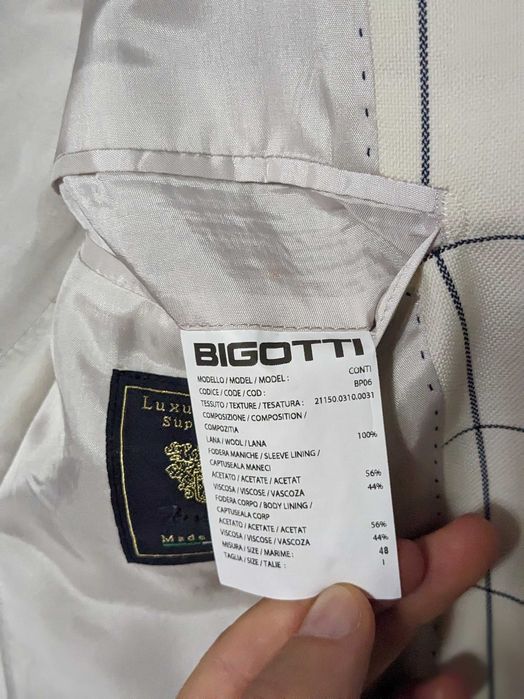 BIGOTTI
MODELLO / MODEL / MODEL : CONTI
CODICE / CODE / COD : BP06
TESSUTO / TEXTURE / TESATURA : 21150.0310.0031
COMPOSIZIONE / COMPOSITION /
COMPOZITIA
LANA / WOOL / LANA 100%
FODERA MANICHE / SLEEVE LINING /
CAPTUSEALA MANECI
ACETATO / ACETATE / ACETAT 56%
VISCOSA / VISCOSE / VASCOZA 44%
FODERA CORPO / BODY LINING /
CAPTUSEALA CORP
ACETATO / ACETATE / ACETAT 56%
VISCOSA / VISCOSE / VASCOZA 44%
MISURA / SIZE / MARIME: 48
TAGLIA / SIZE / TALIE : I
Made